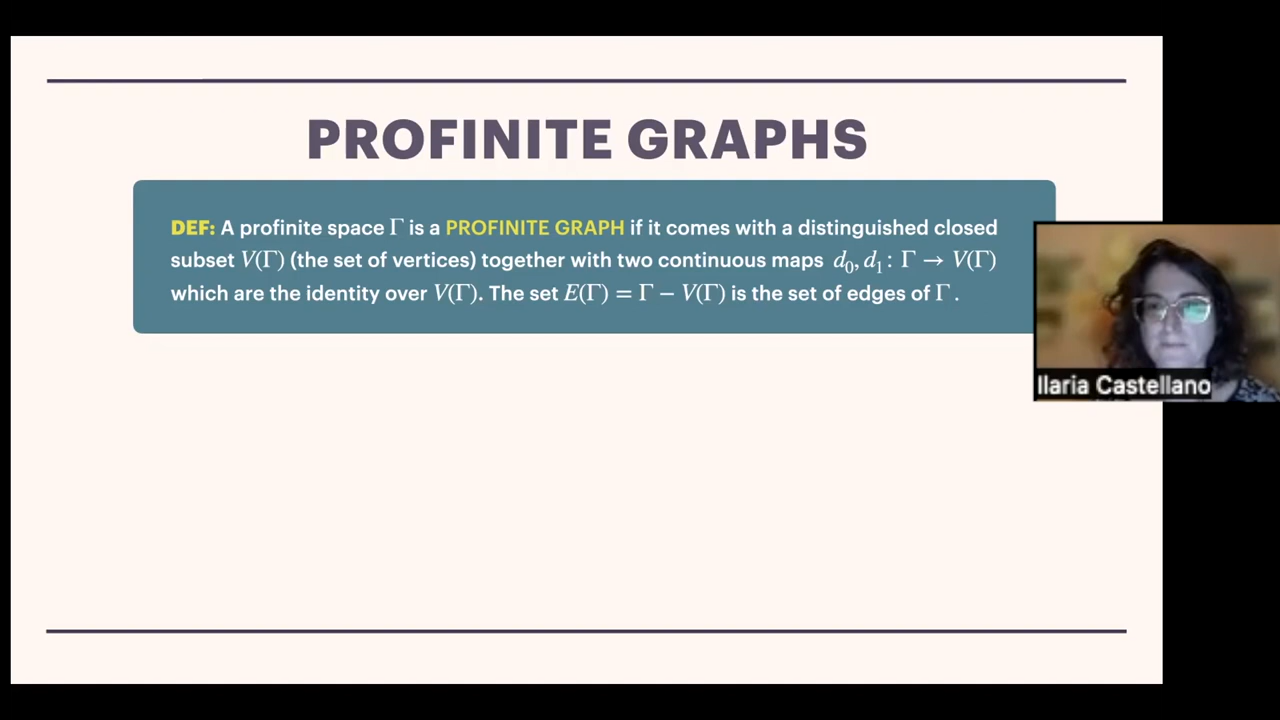 PROFINITE GRAPHS
DEF: A profinite space Γ is a PROFINITE GRAPH if it comes with a distinguished closed
subset V(Γ) (the set of vertices) together with two continuous maps d₀, d₁ : Γ → V(Γ)
which are the identity over V(Γ). The set E(Γ) = Γ − V(Γ) is the set of edges of Γ .
Ilaria Castellano